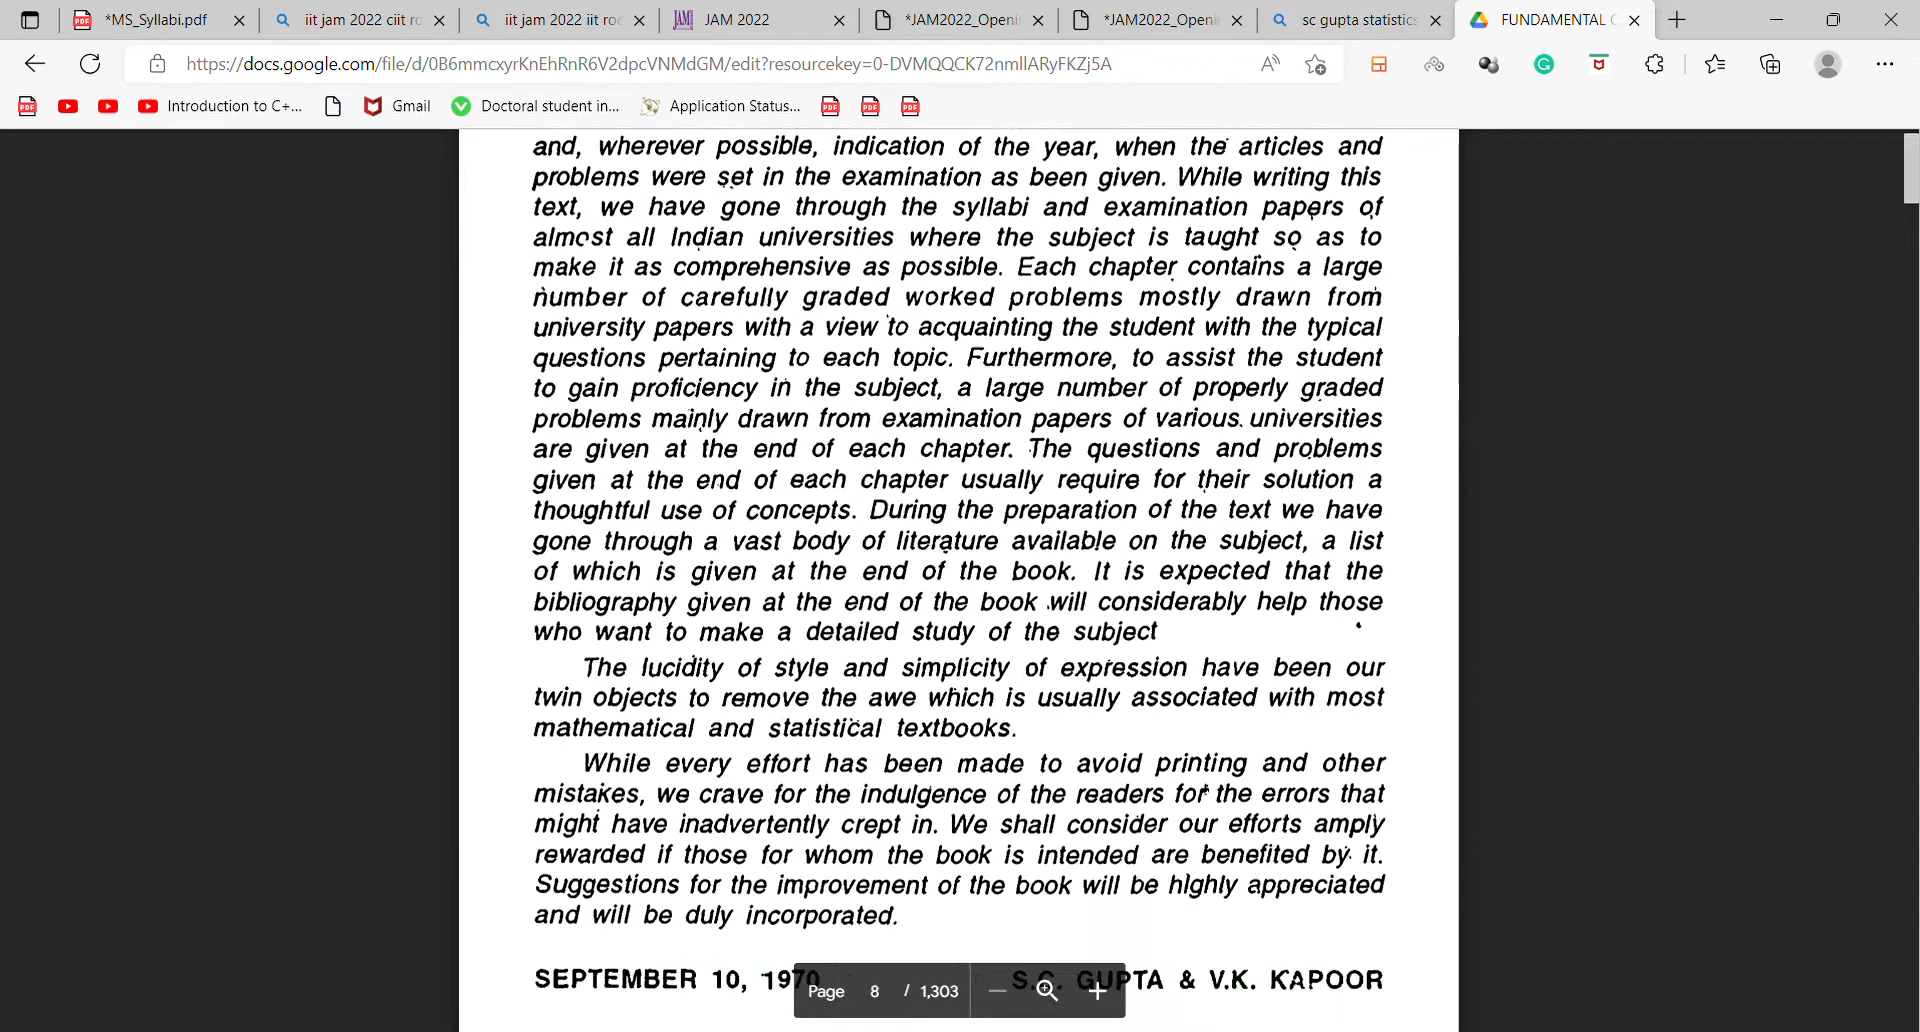 *MS_Syllabi.pdf
iit jam 2022 ciit ro
iit jam 2022 iit roo
JAM 2022
*JAM2022_Openi
*JAM2022_Openi
sc gupta statistics
FUNDAMENTAL
https://docs.google.com/file/d/0B6mmcxyrKnEhRnR6V2dpcVNMdGM/edit?resourcekey=0-DVMQQCK72nmllARyFKZj5A
PDF
Introduction to C+...
Gmail
Doctoral student in...
Application Status...
PDF
PDF
PDF
and, wherever possible, indication of the year, when the articles and
problems were set in the examination as been given. While writing this
text, we have gone through the syllabi and examination papers of
almost all Indian universities where the subject is taught so as to
make it as comprehensive as possible. Each chapter contains a large
number of carefully graded worked problems mostly drawn from
university papers with a view to acquainting the student with the typical
questions pertaining to each topic. Furthermore, to assist the student
to gain proficiency in the subject, a large number of properly graded
problems mainly drawn from examination papers of various universities
are given at the end of each chapter. The questions and problems
given at the end of each chapter usually require for their solution a
thoughtful use of concepts. During the preparation of the text we have
gone through a vast body of literature available on the subject, a list
of which is given at the end of the book. It is expected that the
bibliography given at the end of the book will considerably help those
who want to make a detailed study of the subject
The lucidity of style and simplicity of expression have been our
twin objects to remove the awe which is usually associated with most
mathematical and statistical textbooks.
While every effort has been made to avoid printing and other
mistakes, we crave for the indulgence of the readers for the errors that
might have inadvertently crept in. We shall consider our efforts amply
rewarded if those for whom the book is intended are benefited by it.
Suggestions for the improvement of the book will be highly appreciated
and will be duly incorporated.
SEPTEMBER 10, 1970 S.C. GUPTA & V.K. KAPOOR
Page 8 / 1,303